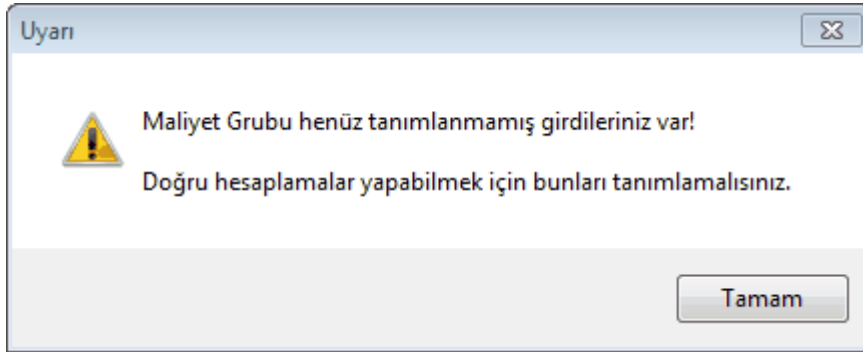 Uyarı
Maliyet Grubu henüz tanımlanmamış girdileriniz var!
Doğru hesaplamalar yapabilmek için bunları tanımlamalısınız.
Tamam